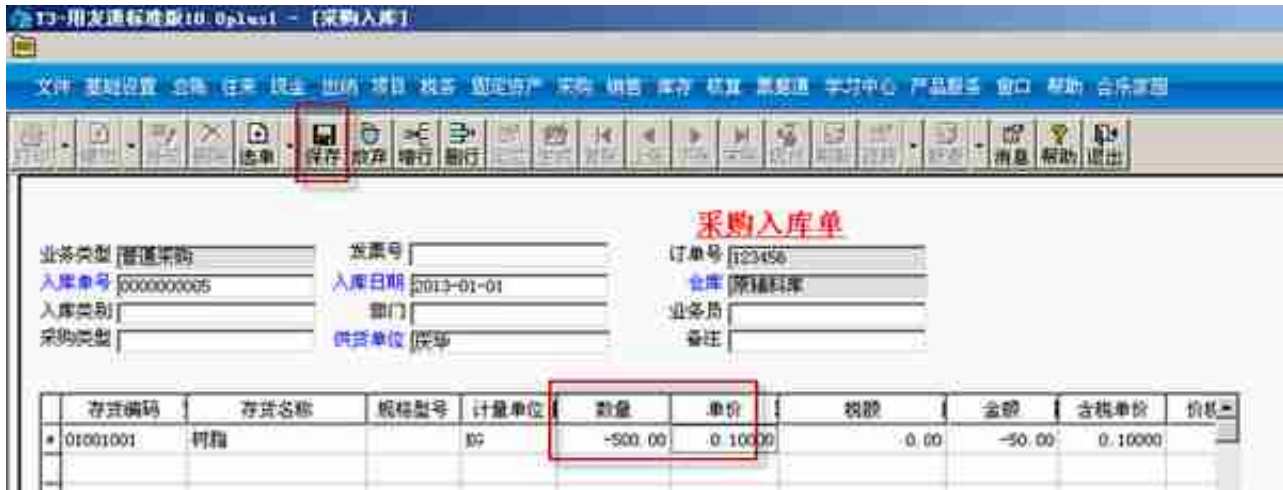 T3-用友通标准版10.0plus1 - [采购入库]
文件 基础设置 总账 往来 现金 出纳 项目 税务 固定资产 采购 销售 库存 核算 票据通 学习中心 产品服务 窗口 帮助 会乐家园
选单 保存 放弃 增行 删行 消息 帮助 退出
采购入库单
业务类型 普通采购 发票号 订单号 123456
入库单号 0000000005 入库日期 2013-01-01 仓库 原辅料库
入库类别 部门 业务员
采购类型 供货单位 备注
存货编码 存货名称 规格型号 计量单位 数量 单价 税额 金额 含税单价
01001001 树脂 KG -500.00 0.10000 0.00 -50.00 0.10000